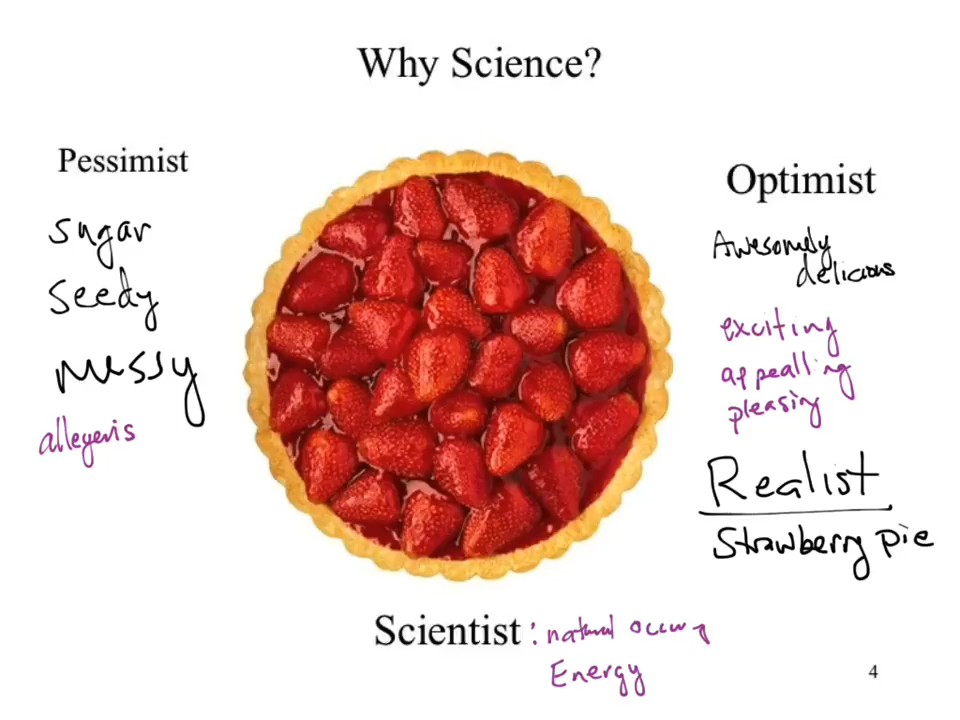 Why Science?
Pessimist
sugar
seedy
messy
allegeris
Optimist
Awesomely
delicious
exciting
appealling
pleasing
Realist
Strawberry pie
Scientist : natural
Energy
4